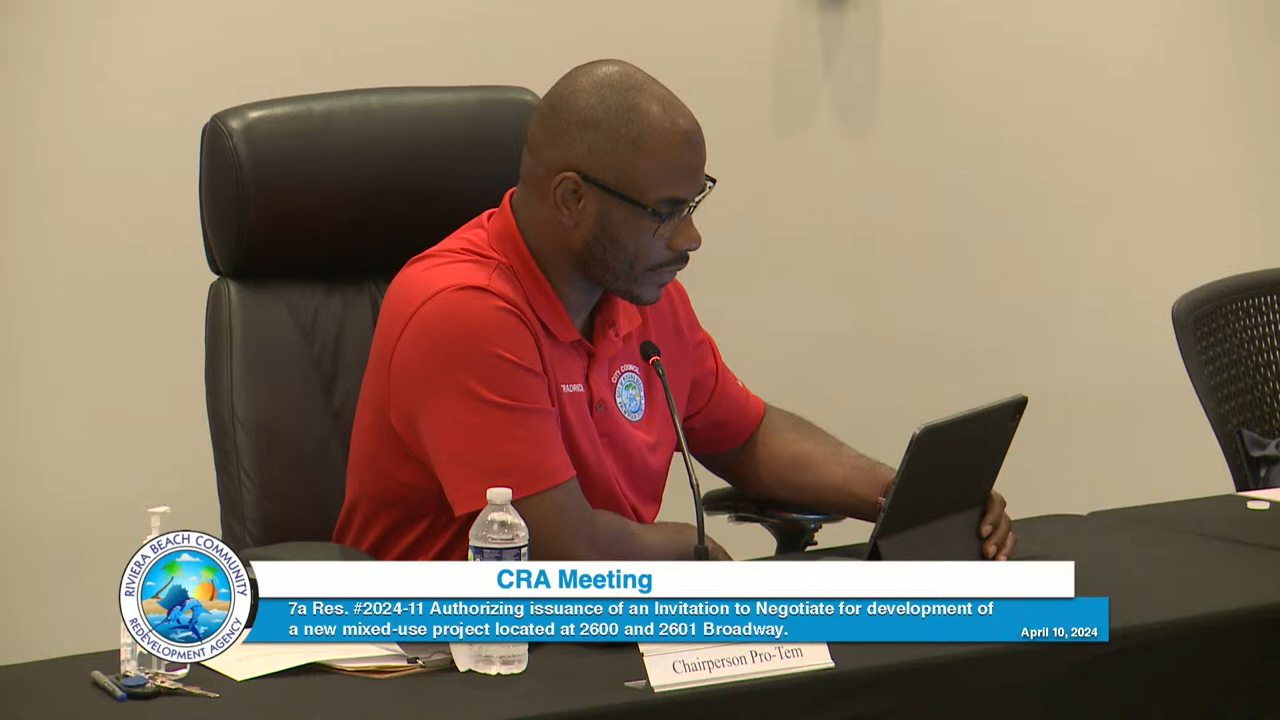 TRADRICK
CITY COUNCIL
CRA Meeting
7a Res. #2024-11 Authorizing issuance of an Invitation to Negotiate for development of
a new mixed-use project located at 2600 and 2601 Broadway.
April 10, 2024
RIVIERA BEACH COMMUNITY
REDEVELOPMENT AGENCY
Chairperson Pro-Tem